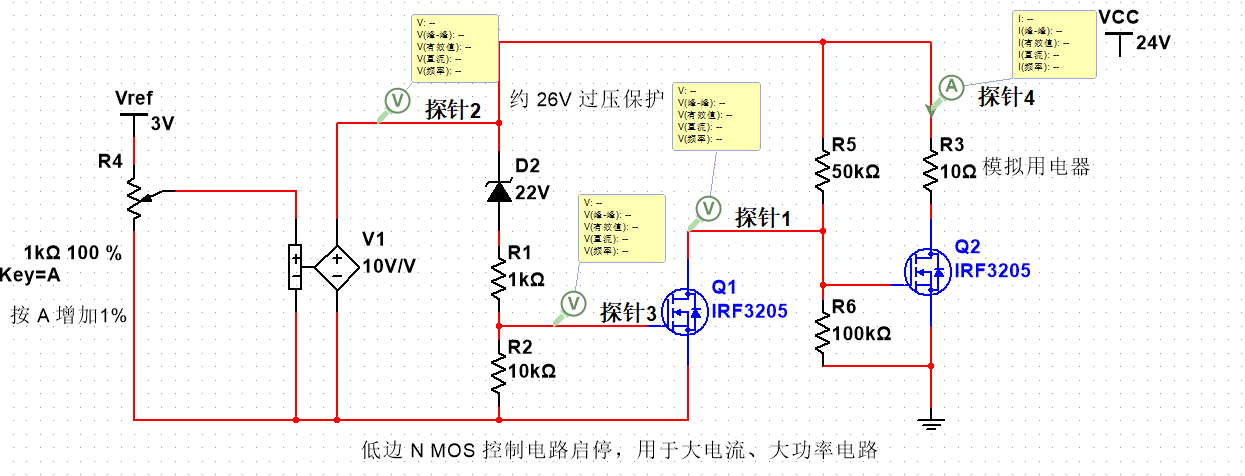 V: --
V(峰-峰): --
V(有效值): --
V(直流): --
V(频率): --
I: --
I(峰-峰): --
I(有效值): --
I(直流): --
I(频率): --
VCC
24V
Vref
3V
V
探针2
约 26V 过压保护
V: --
V(峰-峰): --
V(有效值): --
V(直流): --
V(频率): --
A
探针4
R4
D2
22V
R5
50kΩ
R3
10Ω
模拟用电器
V: --
V(峰-峰): --
V(有效值): --
V(直流): --
V(频率): --
V
探针1
1kΩ 100 %
Key=A
按 A 增加1%
V1
10V/V
R1
1kΩ
Q2
IRF3205
V
探针3
Q1
IRF3205
R6
100kΩ
R2
10kΩ
低边 N MOS 控制电路启停，用于大电流、大功率电路